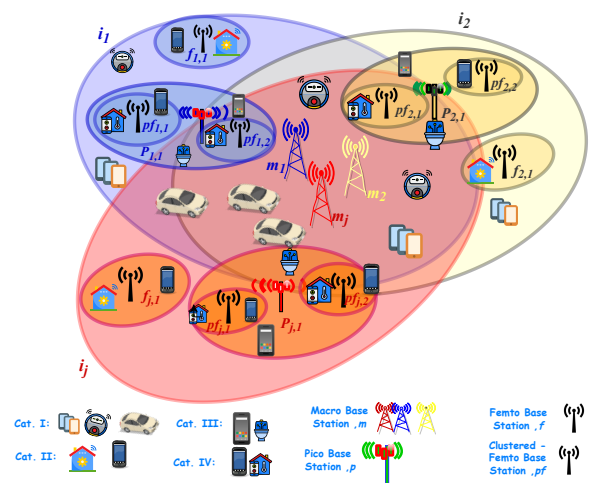 i1
i2
f1,1
pf1,1
pf1,2
P1,1
pf2,2
pf2,1
P2,1
f2,1
m1
m2
mj
fj,1
pfj,1
pfj,2
Pj,1
ij
Cat. I:
Cat. II:
Cat. III:
Cat. IV:
Macro Base
Station ,m
Pico Base
Station ,p
Femto Base
Station ,f
Clustered -
Femto Base
Station ,pf